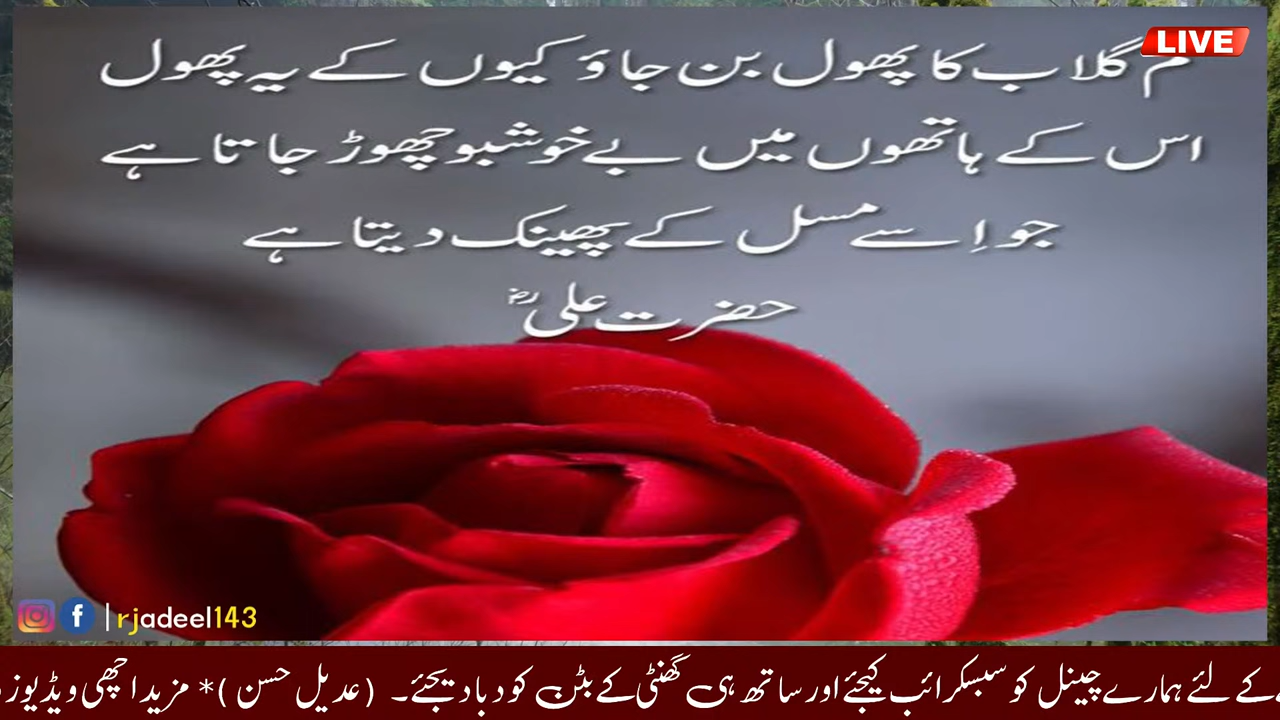 LIVE
گلاب کا پھول بن جاؤ کیوں کے یہ پھول
اس کے ہاتھوں میں بے خوشبو چھوڑ جاتا ہے
جو اِسے مسل کے پھینک دیتا ہے
حضرت علیؓ
rjadeel143
کے لئے ہمارے چینل کو سبسکرائب کیجئے اور ساتھ ہی گھنٹی کے بٹن کو دبا دیجئے۔ (عدیل حسن)* مزید اچھی ویڈیوز